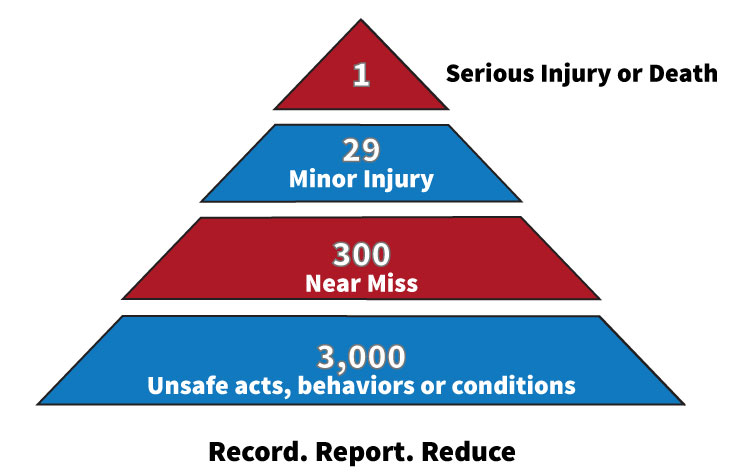 1
Serious Injury or Death
29
Minor Injury
300
Near Miss
3,000
Unsafe acts, behaviors or conditions
Record. Report. Reduce